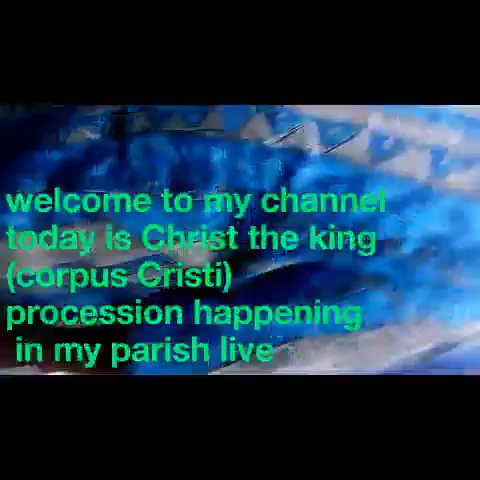 welcome to my channel
today is Christ the king
(corpus Cristi)
procession happening
in my parish live